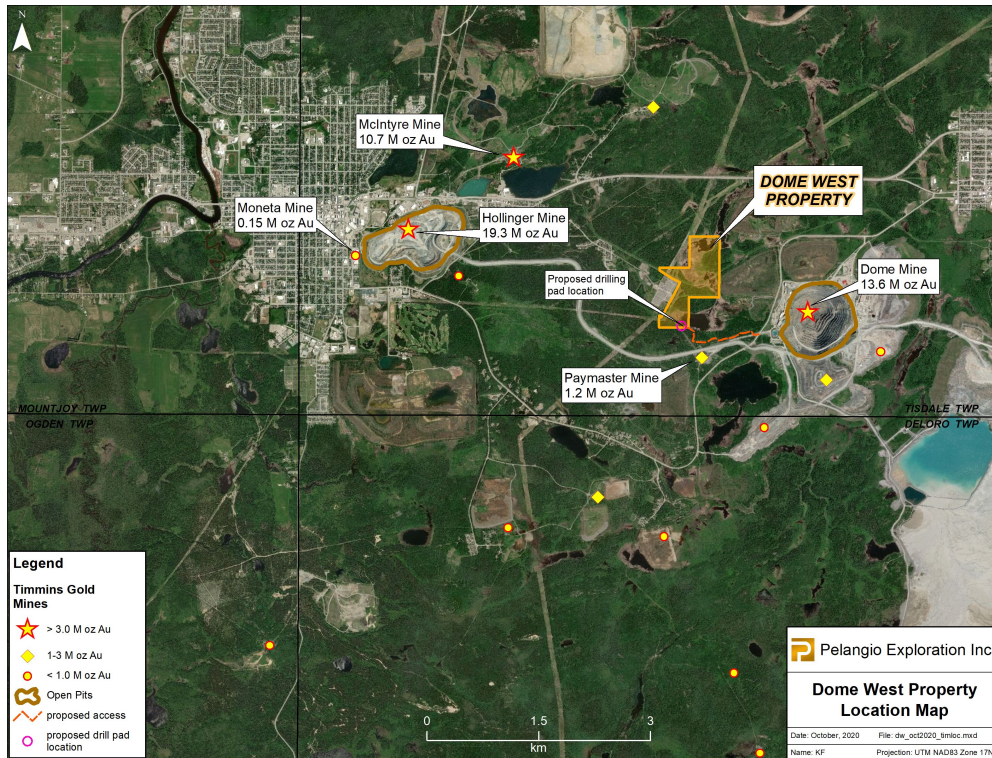 N
McIntyre Mine
10.7 M oz Au
DOME WEST
PROPERTY
Moneta Mine
0.15 M oz Au
Hollinger Mine
19.3 M oz Au
Proposed drilling
pad location
Dome Mine
13.6 M oz Au
Paymaster Mine
1.2 M oz Au
MOUNTJOY TWP
OGDEN TWP
TISDALE TWP
DELORO TWP
Legend
Timmins Gold
Mines
> 3.0 M oz Au
1-3 M oz Au
< 1.0 M oz Au
Open Pits
proposed access
proposed drill pad
location
0 1.5 3
km
Pelangio Exploration Inc
Dome West Property
Location Map
Date: October, 2020 File: dw_oct2020_timloc.mxd
Name: KF Projection: UTM NAD83 Zone 17N